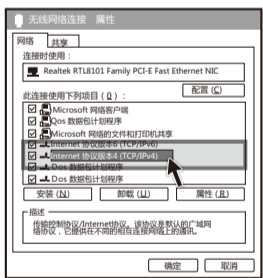 无线网络连接 属性
网络 共享
连接时使用：
Realtek RTL8101 Family PCI-E Fast Ethernet NIC
配置 (C)
此连接使用下列项目 (O)：
Microsoft 网络客户端
Qos 数据包计划程序
Microsoft 网络的文件和打印机共享
Internet 协议版本6 (TCP/IPv6)
Internet 协议版本4 (TCP/IPv4)
Dos 数据包计划程序
Dos 数据包计划程序
安装 (N) 卸载 (U) 属性 (R)
描述
传输控制协议/Internet协议。该协议是默认的广域网
络协议，它提供在不同的相互连接网络上的通讯。
确定 取消